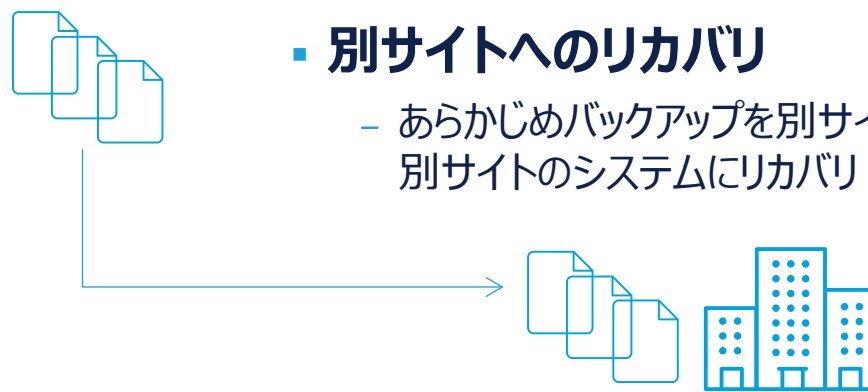 ▪ 別サイトへのリカバリ
– あらかじめバックアップを別サイ
別サイトのシステムにリカバリ